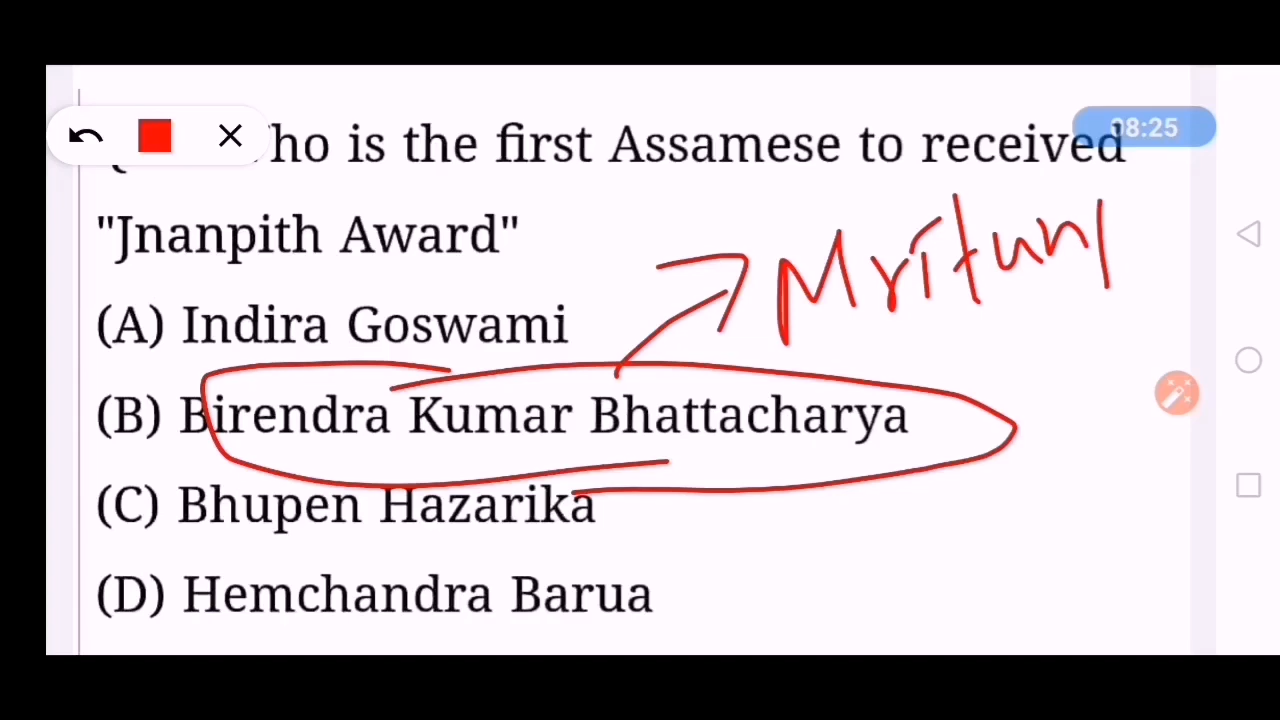 ho is the first Assamese to received
08:25
"Jnanpith Award"
Mritunj
(A) Indira Goswami
(B) Birendra Kumar Bhattacharya
(C) Bhupen Hazarika
(D) Hemchandra Barua